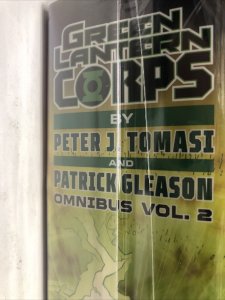 GREEN
LANTERN
CORPS
BY
PETER J. TOMASI
AND
PATRICK GLEASON
OMNIBUS VOL. 2